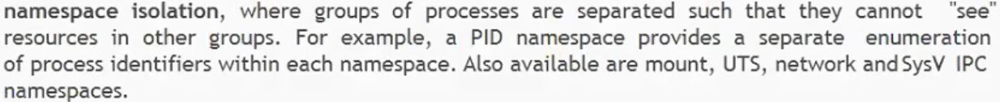 namespace isolation, where groups of processes are separated such that they cannot "see"
resources in other groups. For example, a PID namespace provides a separate enumeration
of process identifiers within each namespace. Also available are mount, UTS, network and SysV IPC
namespaces.